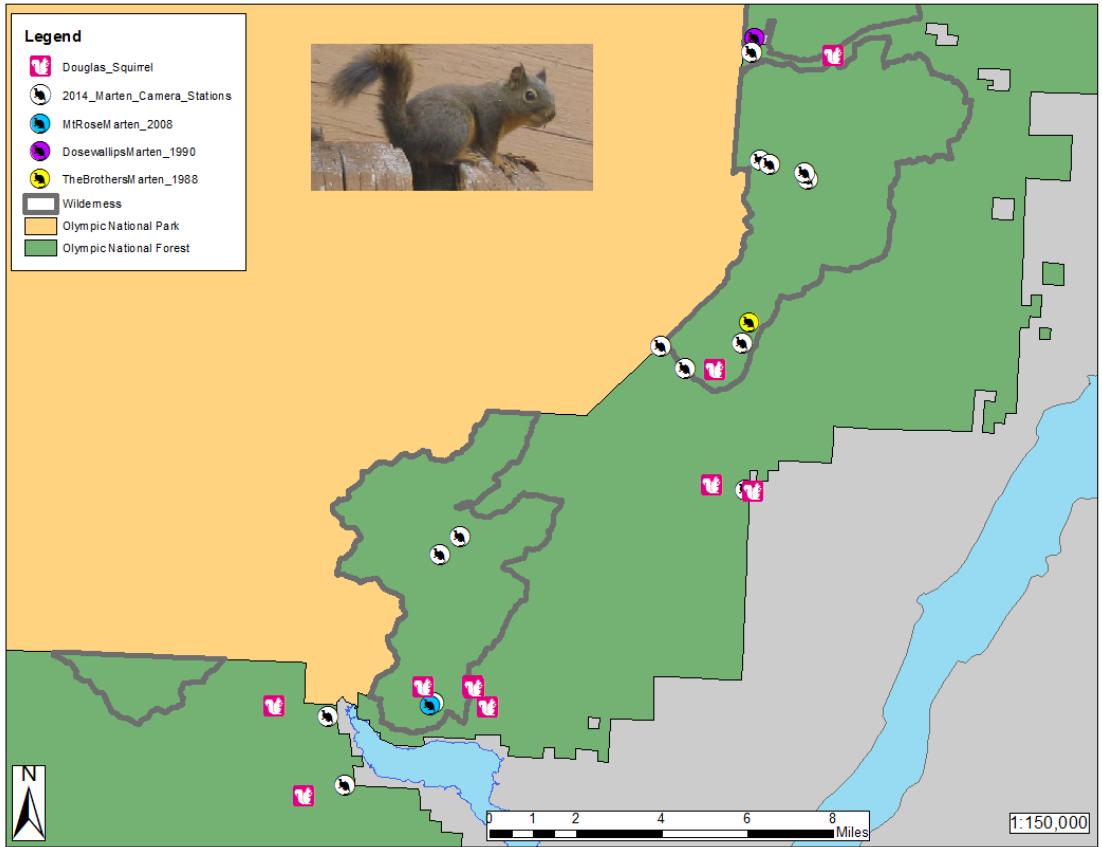 Legend
Douglas_Squirrel
2014_Marten_Camera_Stations
MtRoseMarten_2008
DosewallipsMarten_1990
TheBrothersMarten_1988
Wilderness
Olympic National Park
Olympic National Forest
N
0 1 2 4 6 8
Miles
1:150,000